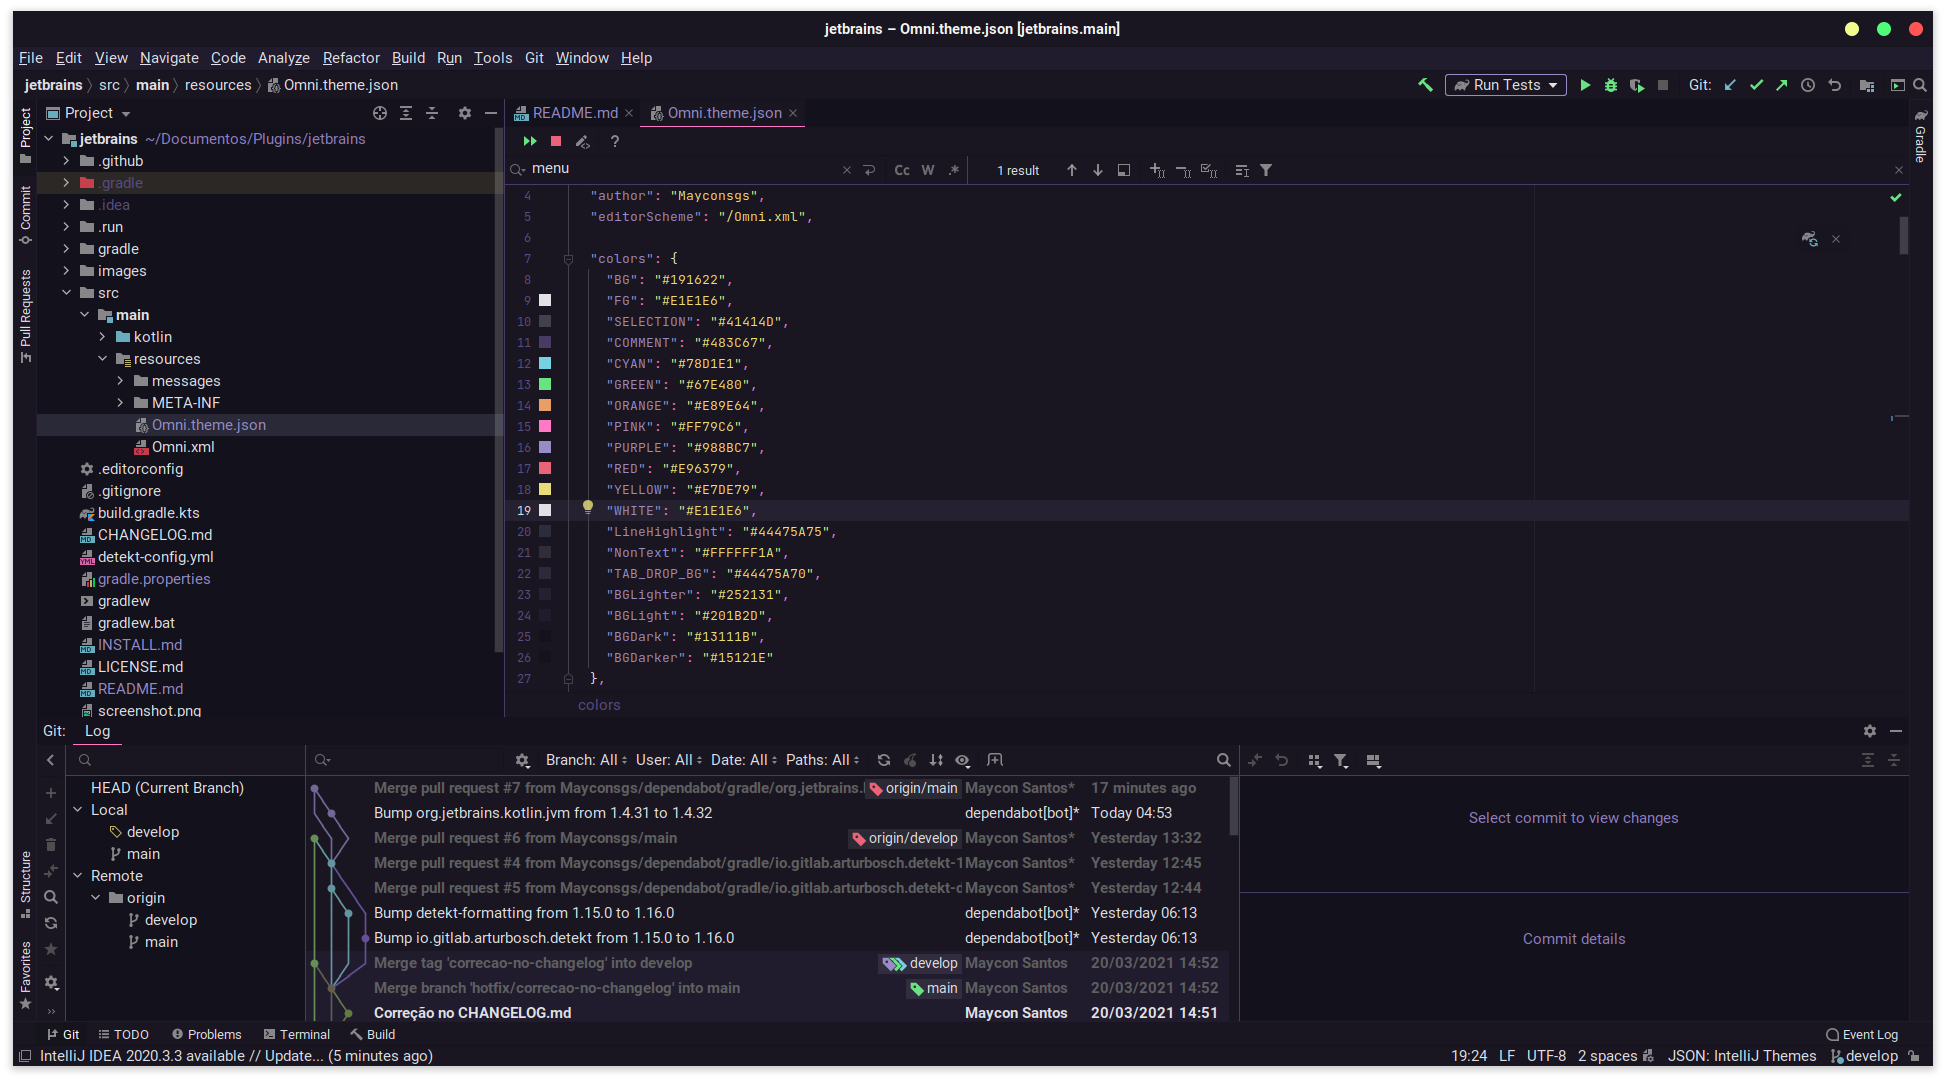 jetbrains – Omni.theme.json [jetbrains.main]
File Edit View Navigate Code Analyze Refactor Build Run Tools Git Window Help
jetbrains src main resources Omni.theme.json
Run Tests Git:
Project
Commit
Pull Requests
Structure
Favorites
Gradle
Project
jetbrains ~/Documentos/Plugins/jetbrains
.github
.gradle
.idea
.run
gradle
images
src
main
kotlin
resources
messages
META-INF
Omni.theme.json
Omni.xml
.editorconfig
.gitignore
build.gradle.kts
CHANGELOG.md
detekt-config.yml
gradle.properties
gradlew
gradlew.bat
INSTALL.md
LICENSE.md
README.md
screenshot.png
README.md Omni.theme.json
?
menu Cc W .* 1 result
4 "author": "Mayconsgs",
5 "editorScheme": "/Omni.xml",
6
7 "colors": {
8 "BG": "#191622",
9 "FG": "#E1E1E6",
10 "SELECTION": "#41414D",
11 "COMMENT": "#483C67",
12 "CYAN": "#78D1E1",
13 "GREEN": "#67E480",
14 "ORANGE": "#E89E64",
15 "PINK": "#FF79C6",
16 "PURPLE": "#988BC7",
17 "RED": "#E96379",
18 "YELLOW": "#E7DE79",
19 "WHITE": "#E1E1E6",
20 "LineHighlight": "#44475A75",
21 "NonText": "#FFFFFF1A",
22 "TAB_DROP_BG": "#44475A70",
23 "BGLighter": "#252131",
24 "BGLight": "#201B2D",
25 "BGDark": "#13111B",
26 "BGDarker": "#15121E"
27 },
colors
Git: Log
HEAD (Current Branch)
Local
develop
main
Remote
origin
develop
main
Branch: All User: All Date: All Paths: All
Merge pull request #7 from Mayconsgs/dependabot/gradle/org.jetbrains. origin/main Maycon Santos* 17 minutes ago
Bump org.jetbrains.kotlin.jvm from 1.4.31 to 1.4.32 dependabot[bot]* Today 04:53
Merge pull request #6 from Mayconsgs/main origin/develop Maycon Santos* Yesterday 13:32
Merge pull request #4 from Mayconsgs/dependabot/gradle/io.gitlab.arturbosch.detekt-1 Maycon Santos* Yesterday 12:45
Merge pull request #5 from Mayconsgs/dependabot/gradle/io.gitlab.arturbosch.detekt- Maycon Santos* Yesterday 12:44
Bump detekt-formatting from 1.15.0 to 1.16.0 dependabot[bot]* Yesterday 06:13
Bump io.gitlab.arturbosch.detekt from 1.15.0 to 1.16.0 dependabot[bot]* Yesterday 06:13
Merge tag 'correcao-no-changelog' into develop develop Maycon Santos 20/03/2021 14:52
Merge branch 'hotfix/correcao-no-changelog' into main main Maycon Santos 20/03/2021 14:52
Correção no CHANGELOG.md Maycon Santos 20/03/2021 14:51
Select commit to view changes
Commit details
Git TODO Problems Terminal Build Event Log
IntelliJ IDEA 2020.3.3 available // Update... (5 minutes ago) 19:24 LF UTF-8 2 spaces JSON: IntelliJ Themes develop